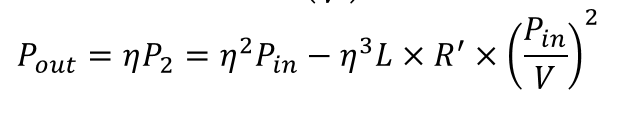 P_out = ηP_2 = η^2 P_in − η^3 L × R′ × (P_in / V)^2